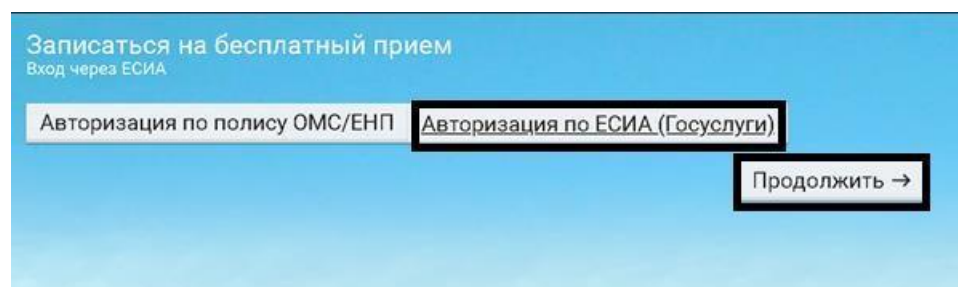 Записаться на бесплатный прием
Вход через ЕСИА
Авторизация по полису ОМС/ЕНП Авторизация по ЕСИА (Госуслуги)
Продолжить →